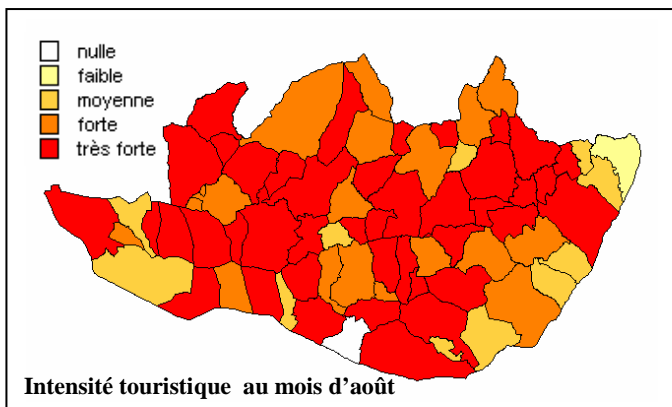 nulle
faible
moyenne
forte
très forte
Intensité touristique au mois d'août